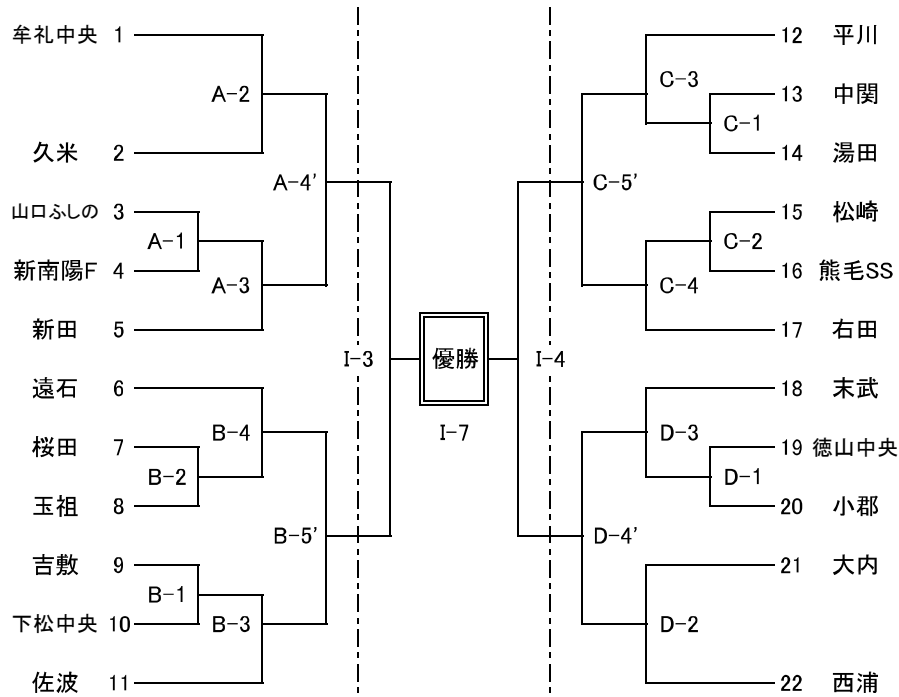 牟礼中央 1
A-2
久米 2
A-4'
山口ふしの 3
A-1
新南陽F 4
A-3
新田 5
I-3
遠石 6
B-4
桜田 7
B-2
玉祖 8
B-5'
吉敷 9
B-1
下松中央 10
B-3
佐波 11
優勝
I-7
12 平川
C-3
13 中関
C-1
14 湯田
C-5'
15 松崎
C-2
16 熊毛SS
C-4
17 右田
I-4
18 末武
D-3
19 徳山中央
D-1
20 小郡
D-4'
21 大内
D-2
22 西浦